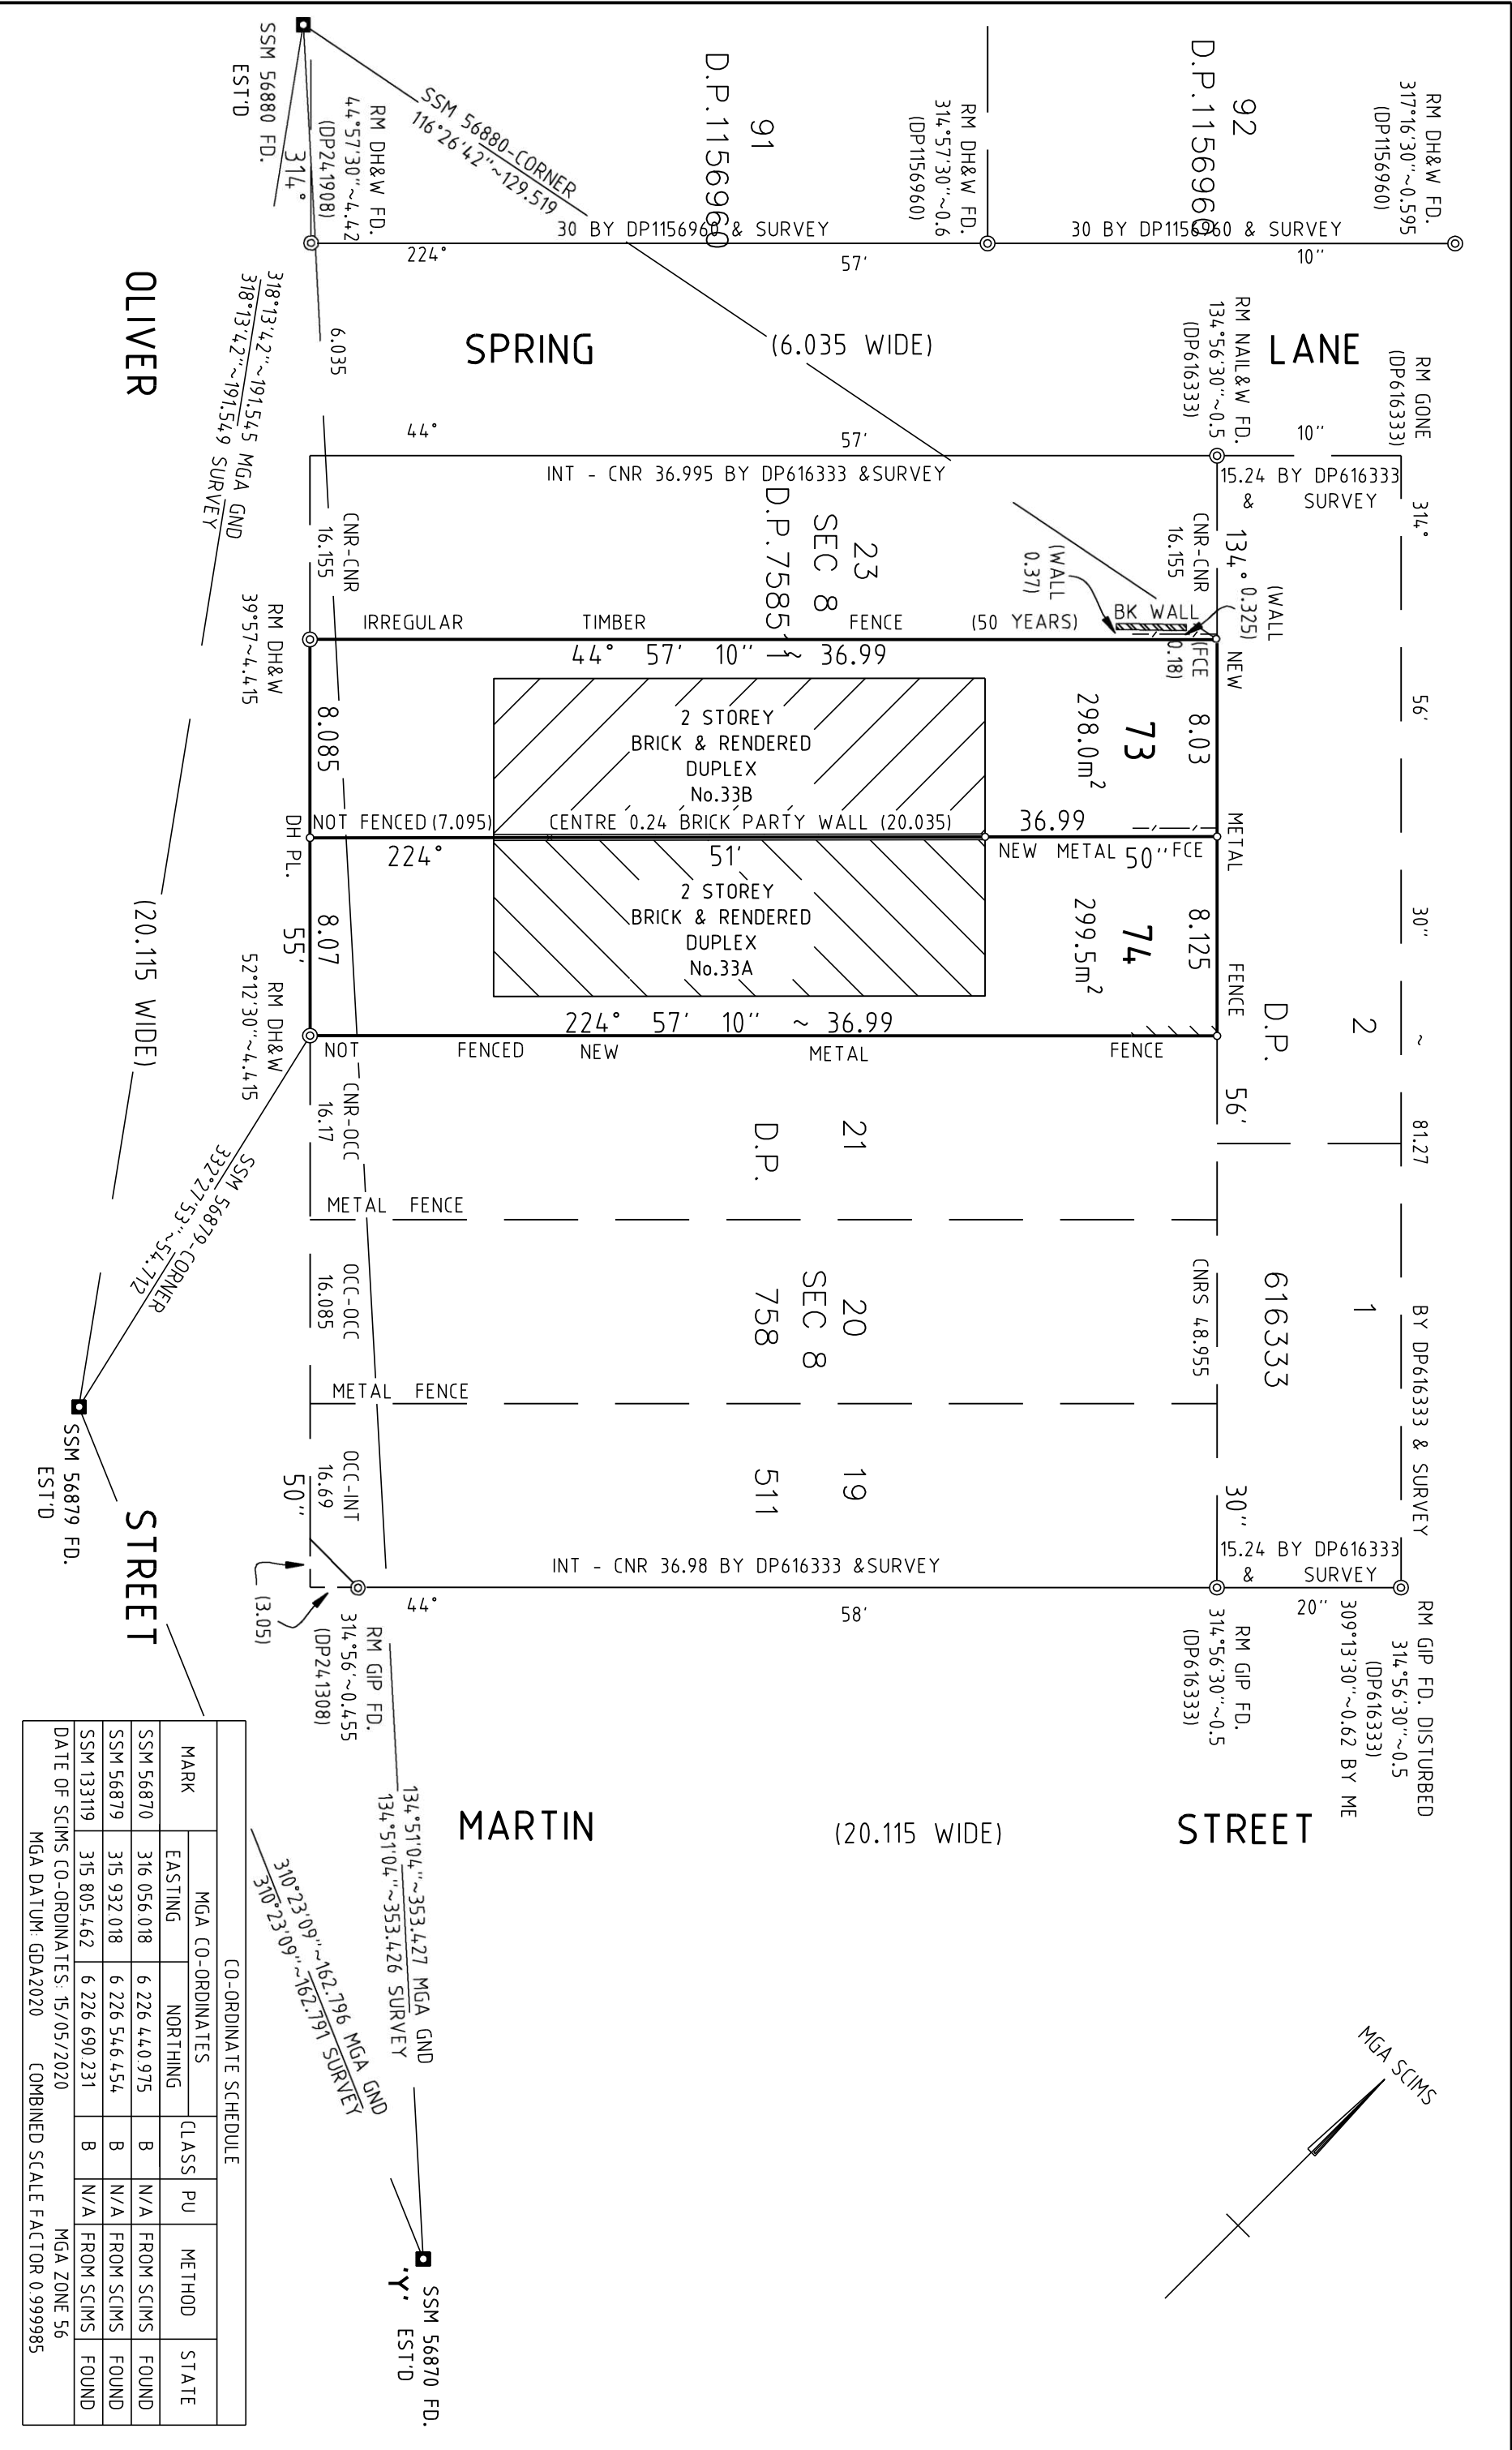 RM DH&W FD.
317°16'30"~0.595
(DP1156960)
92
D.P.1156960
RM DH&W FD.
314°57'30"~0.6
(DP1156960)
91
D.P.1156960
RM DH&W FD.
44°57'30"~4.42
(DP241908)
314°
SSM 56880 FD.
EST'D
SSM 56880-CORNER
116°26'42"~129.519
30 BY DP1156960 & SURVEY
30 BY DP1156960 & SURVEY
224°
57'
10"
OLIVER
SPRING
(6.035 WIDE)
LANE
6.035
318°13'42"~191.545 MGA GND
318°13'42"~191.549 SURVEY
RM NAIL&W FD.
134°56'30"~0.5
(DP616333)
RM GONE
(DP616333)
44°
57'
10"
INT - CNR 36.995 BY DP616333 &SURVEY
15.24 BY DP616333
& SURVEY
314°
56'
30"
~
81.27
BY DP616333 & SURVEY
CNR-CNR
16.155
23
SEC 8
D.P.7585
(WALL
0.37)
CNR-CNR
16.155
134°
(WALL
0.325)
BK WALL
(FCE
0.18)
RM DH&W
39°57~4.415
IRREGULAR TIMBER FENCE (50 YEARS)
44° 57' 10" ~ 36.99
NEW
METAL
FENCE
8.085
2 STOREY
BRICK & RENDERED
DUPLEX
No.33B
73
298.0m²
8.03
DH PL.
NOT FENCED (7.095)
CENTRE 0.24 BRICK PARTY WALL (20.035)
36.99
224°
51'
50"
NEW METAL FCE
55'
8.07
2 STOREY
BRICK & RENDERED
DUPLEX
No.33A
74
299.5m²
8.125
(20.115 WIDE)
RM DH&W
52°12'30"~4.415
224° 57' 10" ~ 36.99
NOT FENCED NEW METAL FENCE
2
D.P.
56'
CNR-OCC
16.17
21
D.P.
SSM 56879-CORNER
332°27'53"~54.712
METAL FENCE
OCC-OCC
16.085
20
SEC 8
758
CNRS 48.955
616333
1
METAL FENCE
SSM 56879 FD.
EST'D
OCC-INT
16.69
50"
19
511
30"
STREET
(3.05)
INT - CNR 36.98 BY DP616333 &SURVEY
15.24 BY DP616333
& SURVEY
44°
58'
20"
RM GIP FD.
314°56'~0.455
(DP241308)
RM GIP FD.
314°56'30"~0.5
(DP616333)
RM GIP FD. DISTURBED
314°56'30"~0.5
(DP616333)
309°13'30"~0.62 BY ME
MARTIN
(20.115 WIDE)
STREET
134°51'04"~353.427 MGA GND
134°51'04"~353.426 SURVEY
310°23'09"~162.796 MGA GND
310°23'09"~162.791 SURVEY
MGA SCIMS
SSM 56870 FD.
'Y' EST'D
CO-ORDINATE SCHEDULE
MARK MGA CO-ORDINATES CLASS PU METHOD STATE
EASTING NORTHING
SSM 56870 316 056.018 6 226 440.975 B N/A FROM SCIMS FOUND
SSM 56879 315 932.018 6 226 546.454 B N/A FROM SCIMS FOUND
SSM 133119 315 805.462 6 226 690.231 B N/A FROM SCIMS FOUND
DATE OF SCIMS CO-ORDINATES: 15/05/2020 MGA ZONE 56
MGA DATUM: GDA2020 COMBINED SCALE FACTOR 0.999985